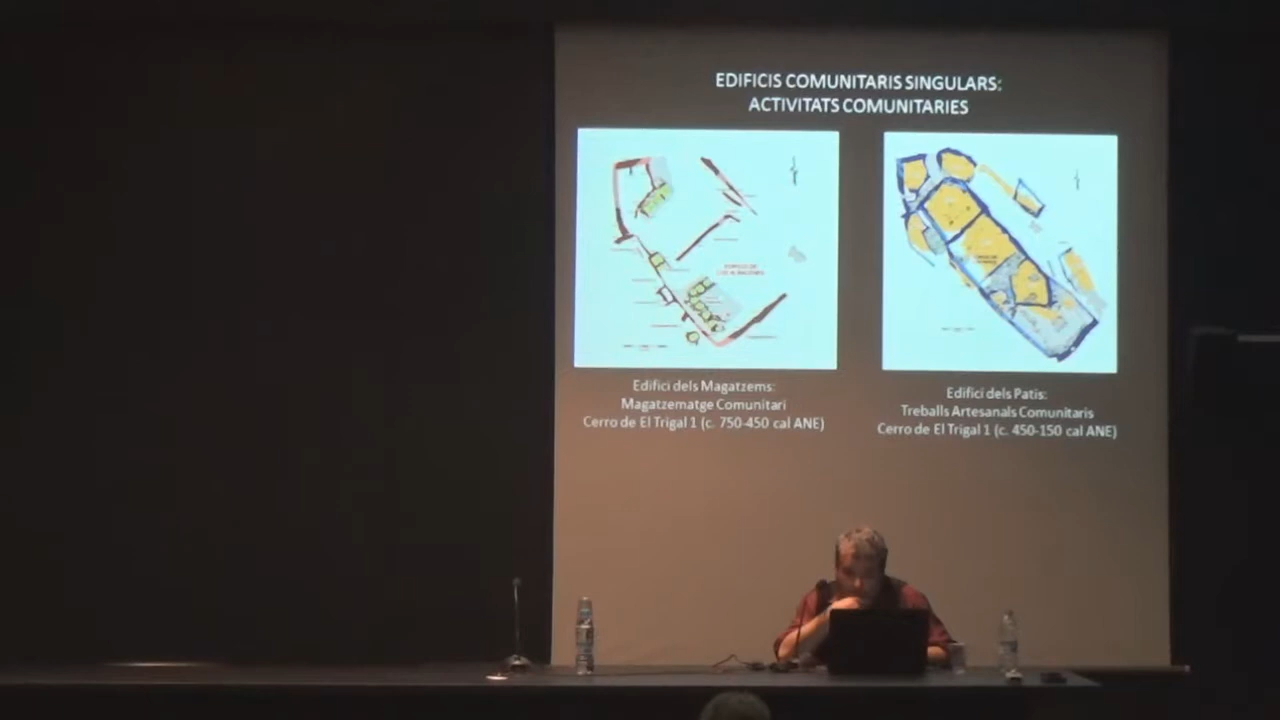 EDIFICIS COMUNITARIS SINGULARS:
ACTIVITATS COMUNITARIES
Edifici dels Magatzems:
Magatzematge Comunitari
Cerro de El Trigal 1 (c. 750-450 cal ANE)
Edifici dels Patis:
Treballs Artesanals Comunitaris
Cerro de El Trigal 1 (c. 450-150 cal ANE)